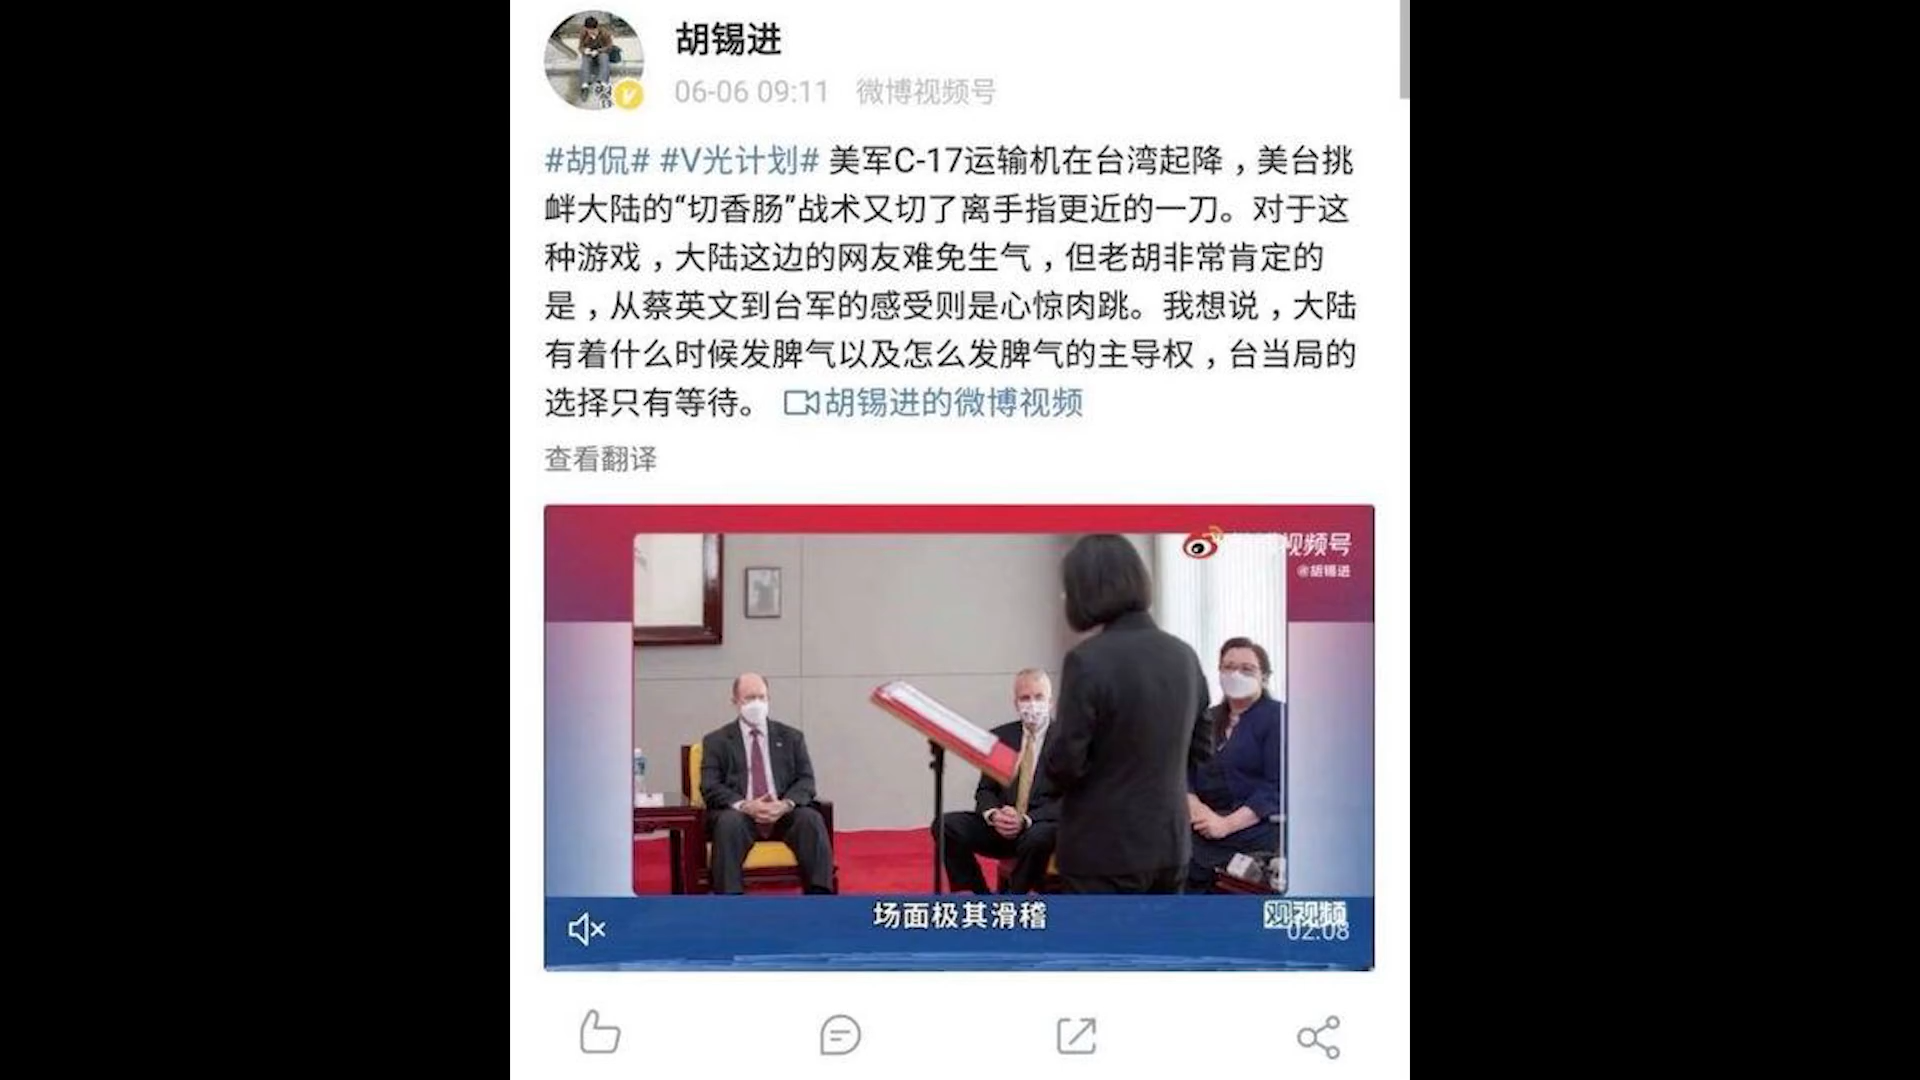 胡锡进
06-06 09:11 微博视频号
#胡侃# #V光计划# 美军C-17运输机在台湾起降，美台挑
衅大陆的“切香肠”战术又切了离手指更近的一刀。对于这
种游戏，大陆这边的网友难免生气，但老胡非常肯定的
是，从蔡英文到台军的感受则是心惊肉跳。我想说，大陆
有着什么时候发脾气以及怎么发脾气的主导权，台当局的
选择只有等待。 胡锡进的微博视频
查看翻译
视频号
@胡锡进
场面极其滑稽
观视频
02:08